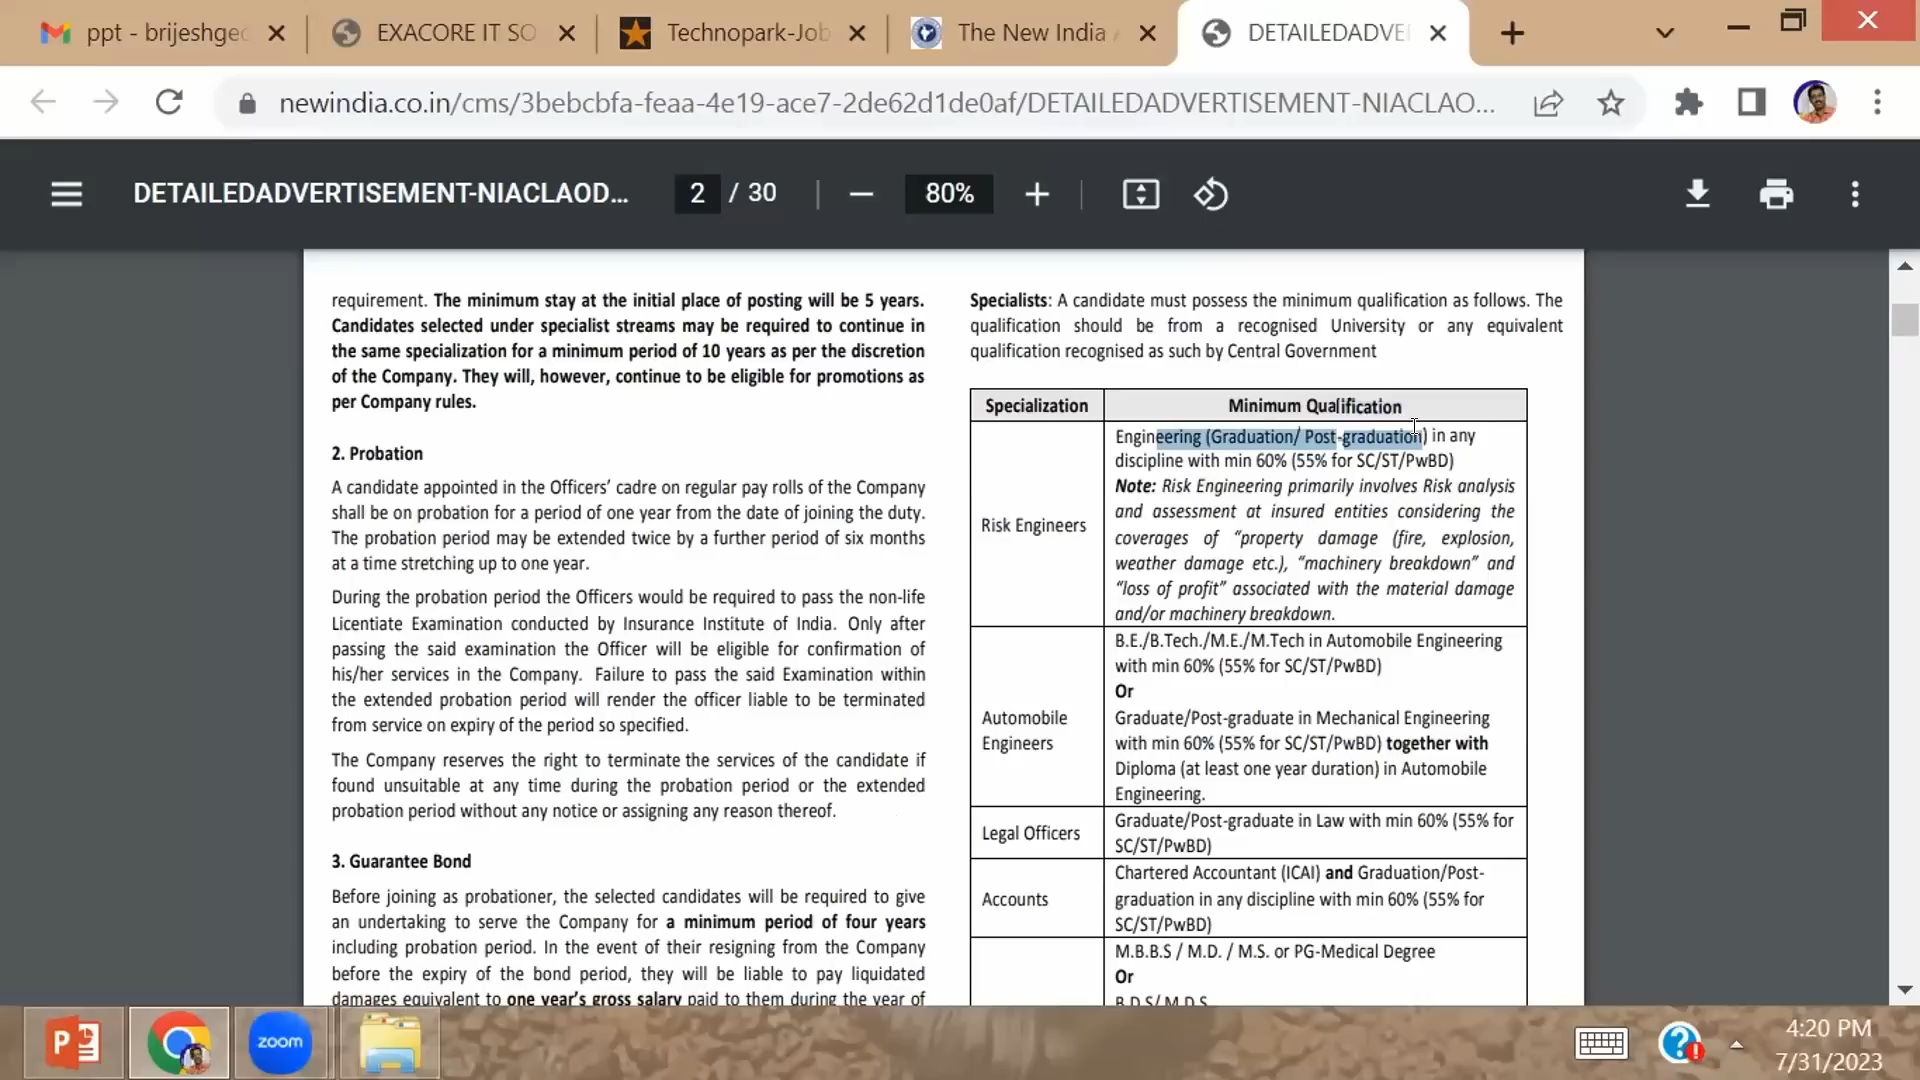 ppt - brijeshgec
EXACORE IT SO
Technopark-Job
The New India A
DETAILEDADVE
newindia.co.in/cms/3bebcbfa-feaa-4e19-ace7-2de62d1de0af/DETAILEDADVERTISEMENT-NIACLAO...
DETAILEDADVERTISEMENT-NIACLAOD...
2 / 30
80%
requirement. The minimum stay at the initial place of posting will be 5 years.
Candidates selected under specialist streams may be required to continue in
the same specialization for a minimum period of 10 years as per the discretion
of the Company. They will, however, continue to be eligible for promotions as
per Company rules.
2. Probation
A candidate appointed in the Officers' cadre on regular pay rolls of the Company
shall be on probation for a period of one year from the date of joining the duty.
The probation period may be extended twice by a further period of six months
at a time stretching up to one year.
During the probation period the Officers would be required to pass the non-life
Licentiate Examination conducted by Insurance Institute of India. Only after
passing the said examination the Officer will be eligible for confirmation of
his/her services in the Company. Failure to pass the said Examination within
the extended probation period will render the officer liable to be terminated
from service on expiry of the period so specified.
The Company reserves the right to terminate the services of the candidate if
found unsuitable at any time during the probation period or the extended
probation period without any notice or assigning any reason thereof.
3. Guarantee Bond
Before joining as probationer, the selected candidates will be required to give
an undertaking to serve the Company for a minimum period of four years
including probation period. In the event of their resigning from the Company
before the expiry of the bond period, they will be liable to pay liquidated
damages equivalent to one year's gross salary paid to them during the year of
Specialists: A candidate must possess the minimum qualification as follows. The
qualification should be from a recognised University or any equivalent
qualification recognised as such by Central Government
Specialization
Minimum Qualification
Risk Engineers
Engineering (Graduation/ Post-graduation) in any
discipline with min 60% (55% for SC/ST/PwBD)
Note: Risk Engineering primarily involves Risk analysis
and assessment at insured entities considering the
coverages of "property damage (fire, explosion,
weather damage etc.), "machinery breakdown" and
"loss of profit" associated with the material damage
and/or machinery breakdown.
Automobile
Engineers
B.E./B.Tech./M.E./M.Tech in Automobile Engineering
with min 60% (55% for SC/ST/PwBD)
Or
Graduate/Post-graduate in Mechanical Engineering
with min 60% (55% for SC/ST/PwBD) together with
Diploma (at least one year duration) in Automobile
Engineering.
Legal Officers
Graduate/Post-graduate in Law with min 60% (55% for
SC/ST/PwBD)
Accounts
Chartered Accountant (ICAI) and Graduation/Post-
graduation in any discipline with min 60% (55% for
SC/ST/PwBD)
M.B.B.S / M.D. / M.S. or PG-Medical Degree
Or
B.D.S/ M.D.S
zoom
4:20 PM
7/31/2023